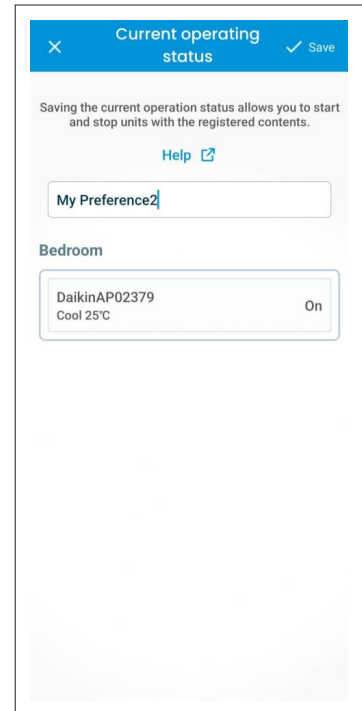 Current operating
status
Save
Saving the current operation status allows you to start
and stop units with the registered contents.
Help
My Preference2
Bedroom
DaikinAP02379
Cool 25℃
On